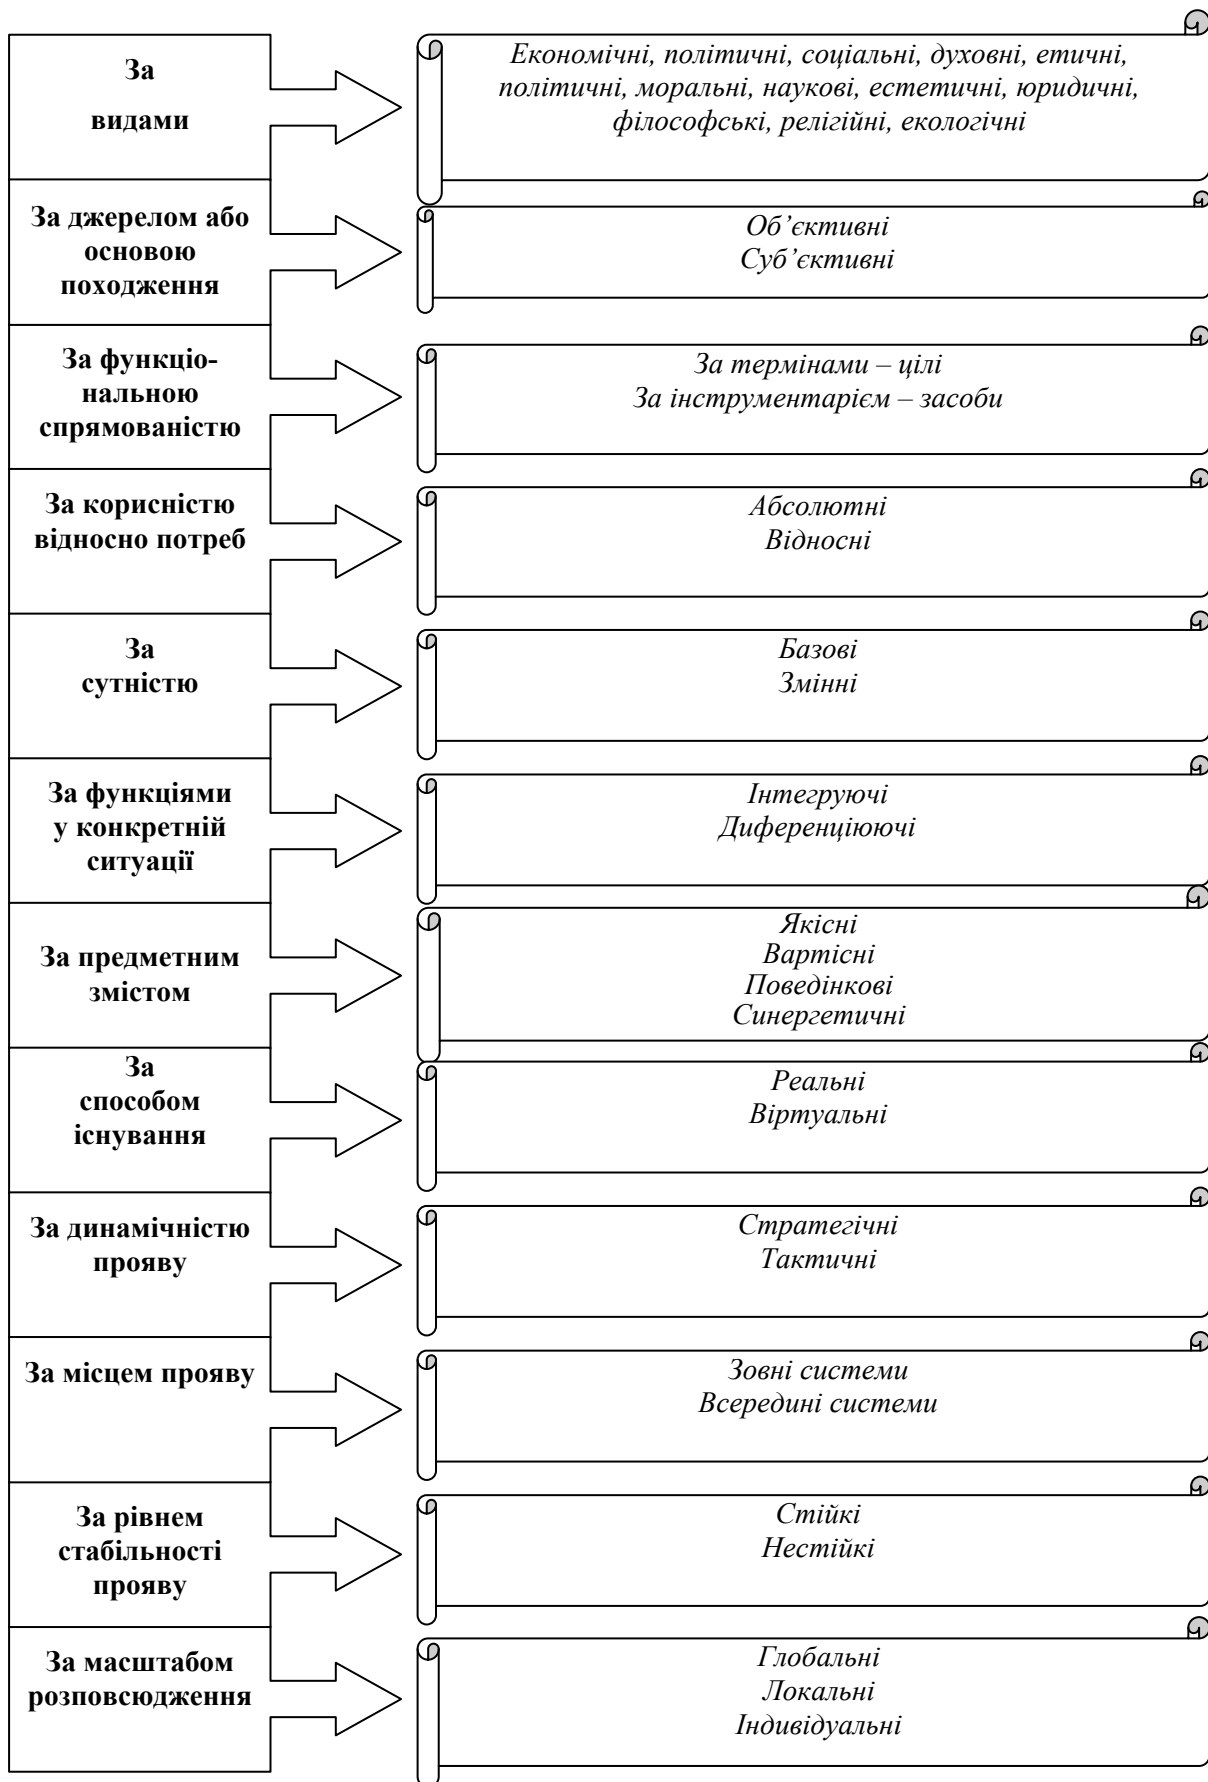 За
видами
Економічні, політичні, соціальні, духовні, етичні,
політичні, моральні, наукові, естетичні, юридичні,
філософські, релігійні, екологічні
За джерелом або
основою
походження
Об’єктивні
Суб’єктивні
За функціо-
нальною
спрямованістю
За термінами – цілі
За інструментарієм – засоби
За корисністю
відносно потреб
Абсолютні
Відносні
За
сутністю
Базові
Змінні
За функціями
у конкретній
ситуації
Інтегруючі
Диференціюючі
За предметним
змістом
Якісні
Вартісні
Поведінкові
Синергетичні
За
способом
існування
Реальні
Віртуальні
За динамічністю
прояву
Стратегічні
Тактичні
За місцем прояву
Зовні системи
Всередині системи
За рівнем
стабільності
прояву
Стійкі
Нестійкі
За масштабом
розповсюдження
Глобальні
Локальні
Індивідуальні